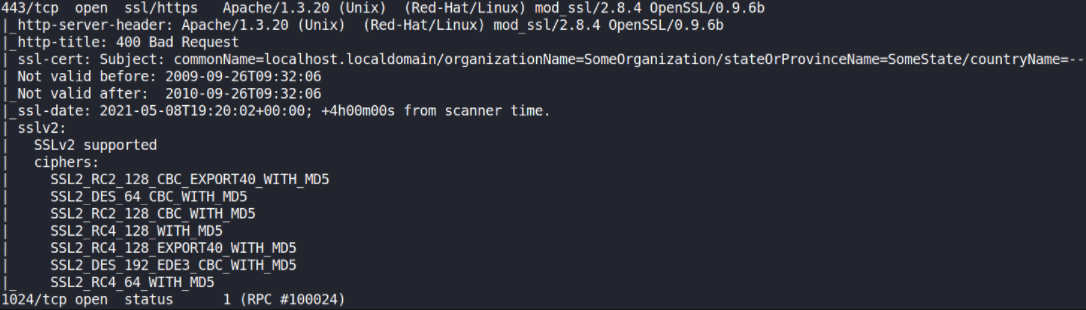 443/tcp  open  ssl/https   Apache/1.3.20 (Unix)  (Red-Hat/Linux) mod_ssl/2.8.4 OpenSSL/0.9.6b
|_http-server-header: Apache/1.3.20 (Unix)  (Red-Hat/Linux) mod_ssl/2.8.4 OpenSSL/0.9.6b
|_http-title: 400 Bad Request
| ssl-cert: Subject: commonName=localhost.localdomain/organizationName=SomeOrganization/stateOrProvinceName=SomeState/countryName=--
| Not valid before: 2009-09-26T09:32:06
|_Not valid after:  2010-09-26T09:32:06
|_ssl-date: 2021-05-08T19:20:02+00:00; +4h00m00s from scanner time.
| sslv2:
|   SSLv2 supported
|   ciphers:
|     SSL2_RC2_128_CBC_EXPORT40_WITH_MD5
|     SSL2_DES_64_CBC_WITH_MD5
|     SSL2_RC2_128_CBC_WITH_MD5
|     SSL2_RC4_128_WITH_MD5
|     SSL2_RC4_128_EXPORT40_WITH_MD5
|     SSL2_DES_192_EDE3_CBC_WITH_MD5
|_    SSL2_RC4_64_WITH_MD5
1024/tcp open  status      1 (RPC #100024)